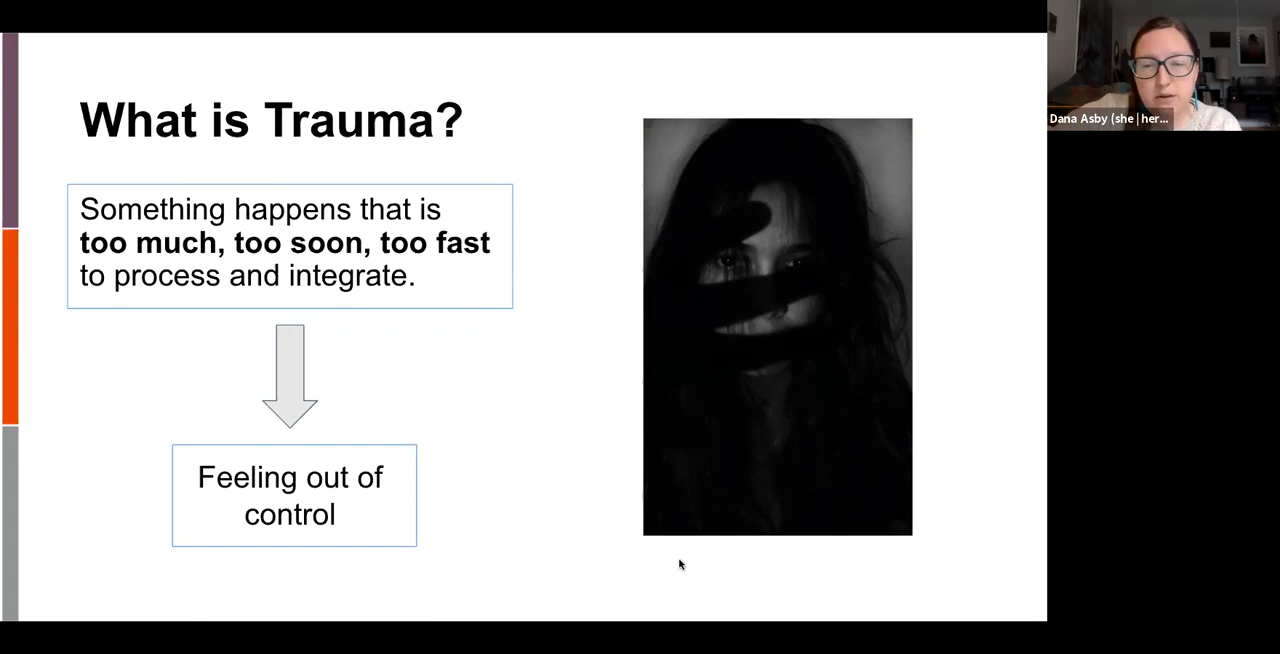 What is Trauma?
Something happens that is
too much, too soon, too fast
to process and integrate.
Feeling out of
control
Dana Asby (she|her...